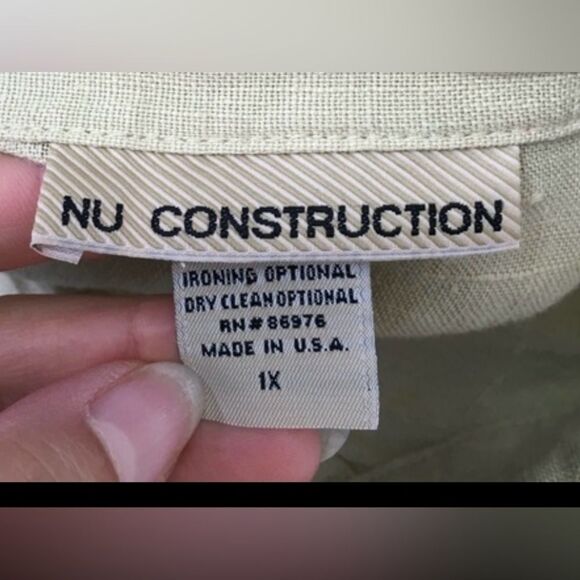 NU CONSTRUCTION
IRONING OPTIONAL
DRY CLEAN OPTIONAL
RN# 86976
MADE IN U.S.A.
1X